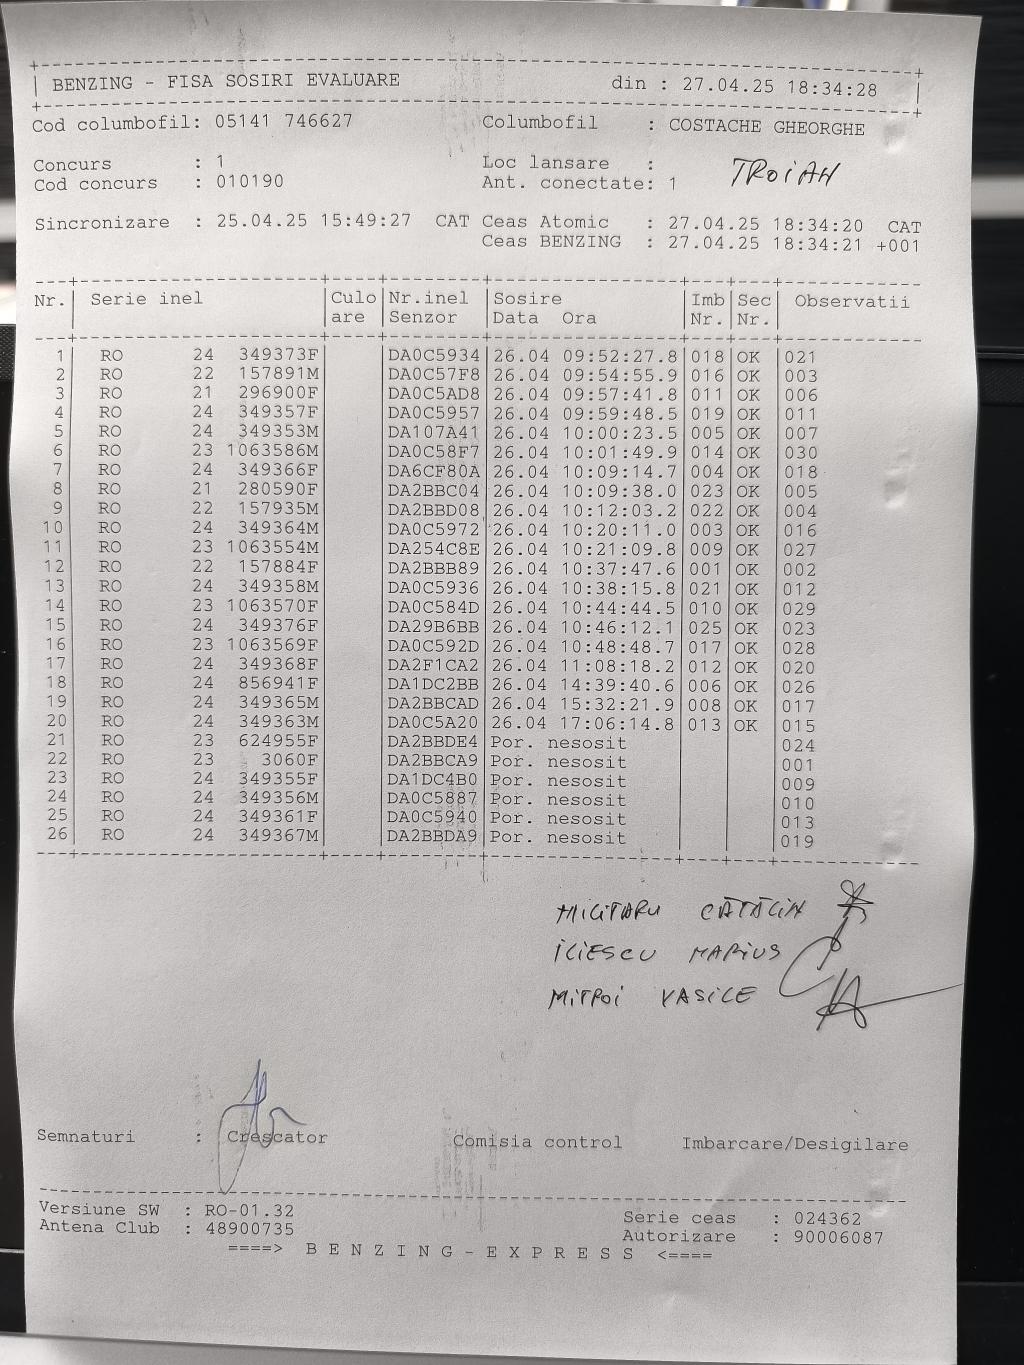 BENZING - FISA SOSIRI EVALUARE din : 27.04.25 18:34:28
Cod columbofil: 05141 746627 Columbofil : COSTACHE GHEORGHE
Concurs : 1 Loc lansare : TROiAN
Cod concurs : 010190 Ant. conectate: 1
Sincronizare : 25.04.25 15:49:27 CAT Ceas Atomic : 27.04.25 18:34:20 CAT
Ceas BENZING : 27.04.25 18:34:21 +001
Nr. Serie inel Culo Nr.inel Sosire Imb Sec Observatii
are Senzor Data Ora Nr. Nr.
1 RO 24 349373F DA0C5934 26.04 09:52:27.8 018 OK 021
2 RO 22 157891M DA0C57F8 26.04 09:54:55.9 016 OK 003
3 RO 21 296900F DA0C5AD8 26.04 09:57:41.8 011 OK 006
4 RO 24 349357F DA0C5957 26.04 09:59:48.5 019 OK 011
5 RO 24 349353M DA107A41 26.04 10:00:23.5 005 OK 007
6 RO 23 1063586M DA0C58F7 26.04 10:01:49.9 014 OK 030
7 RO 24 349366F DA6CF80A 26.04 10:09:14.7 004 OK 018
8 RO 21 280590F DA2BBC04 26.04 10:09:38.0 023 OK 005
9 RO 22 157935M DA2BBD08 26.04 10:12:03.2 022 OK 004
10 RO 24 349364M DA0C5972 26.04 10:20:11.0 003 OK 016
11 RO 23 1063554M DA254C8E 26.04 10:21:09.8 009 OK 027
12 RO 22 157884F DA2BBB89 26.04 10:37:47.6 001 OK 002
13 RO 24 349358M DA0C5936 26.04 10:38:15.8 021 OK 012
14 RO 23 1063570F DA0C584D 26.04 10:44:44.5 010 OK 029
15 RO 24 349376F DA29B6BB 26.04 10:46:12.1 025 OK 023
16 RO 23 1063569F DA0C592D 26.04 10:48:48.7 017 OK 028
17 RO 24 349368F DA2F1CA2 26.04 11:08:18.2 012 OK 020
18 RO 24 856941F DA1DC2BB 26.04 14:39:40.6 006 OK 026
19 RO 24 349365M DA2BBCAD 26.04 15:32:21.9 008 OK 017
20 RO 24 349363M DA0C5A20 26.04 17:06:14.8 013 OK 015
21 RO 23 624955F DA2BBDE4 Por. nesosit 024
22 RO 23 3060F DA2BBCA9 Por. nesosit 001
23 RO 24 349355F DA1DC4B0 Por. nesosit 009
24 RO 24 349356M DA0C5887 Por. nesosit 010
25 RO 24 349361F DA0C5940 Por. nesosit 013
26 RO 24 349367M DA2BBDA9 Por. nesosit 019
MILITARU CĂTĂLIN
ILIESCU MARIUS
MITROI VASILE
Semnaturi : Crescator Comisia control Imbarcare/Desigilare
Versiune SW : RO-01.32 Serie ceas : 024362
Antena Club : 48900735 Autorizare : 90006087
====> B E N Z I N G - E X P R E S S <====